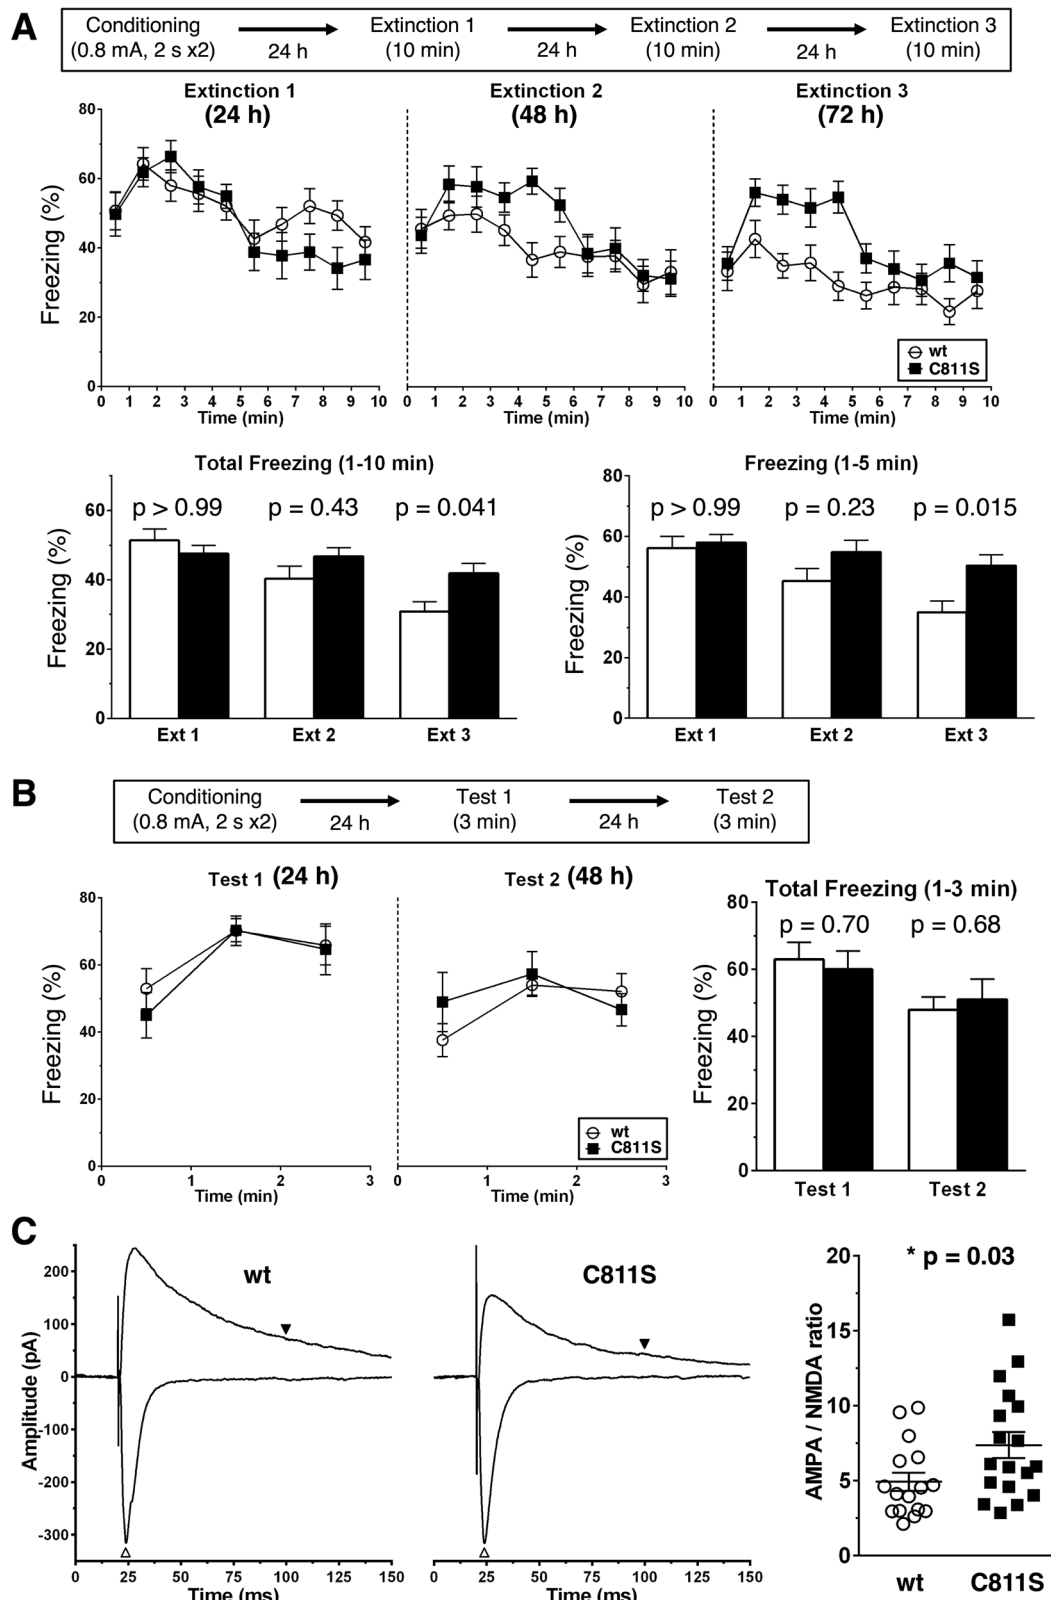 A
Conditioning
(0.8 mA, 2 s x2)
24 h
Extinction 1
(10 min)
24 h
Extinction 2
(10 min)
24 h
Extinction 3
(10 min)
Extinction 1
(24 h)
Extinction 2
(48 h)
Extinction 3
(72 h)
Freezing (%)
80
60
40
20
0
0 1 2 3 4 5 6 7 8 9 10
Time (min)
0 1 2 3 4 5 6 7 8 9 10
Time (min)
0 1 2 3 4 5 6 7 8 9 10
Time (min)
wt
C811S
Total Freezing (1-10 min)
p > 0.99 p = 0.43 p = 0.041
Freezing (%)
60
40
20
0
Ext 1 Ext 2 Ext 3
Freezing (1-5 min)
p > 0.99 p = 0.23 p = 0.015
Freezing (%)
80
60
40
20
0
Ext 1 Ext 2 Ext 3
B
Conditioning
(0.8 mA, 2 s x2)
24 h
Test 1
(3 min)
24 h
Test 2
(3 min)
Test 1 (24 h)
Test 2 (48 h)
Freezing (%)
80
60
40
20
0
0 1 2 3
Time (min)
0 1 2 3
Time (min)
wt
C811S
Total Freezing (1-3 min)
p = 0.70 p = 0.68
Freezing (%)
80
60
40
20
0
Test 1 Test 2
C
wt
C811S
Amplitude (pA)
200
100
0
-100
-200
-300
0 25 50 75 100 125 150
Time (ms)
0 25 50 75 100 125 150
Time (ms)
* p = 0.03
AMPA / NMDA ratio
20
15
10
5
0
wt C811S